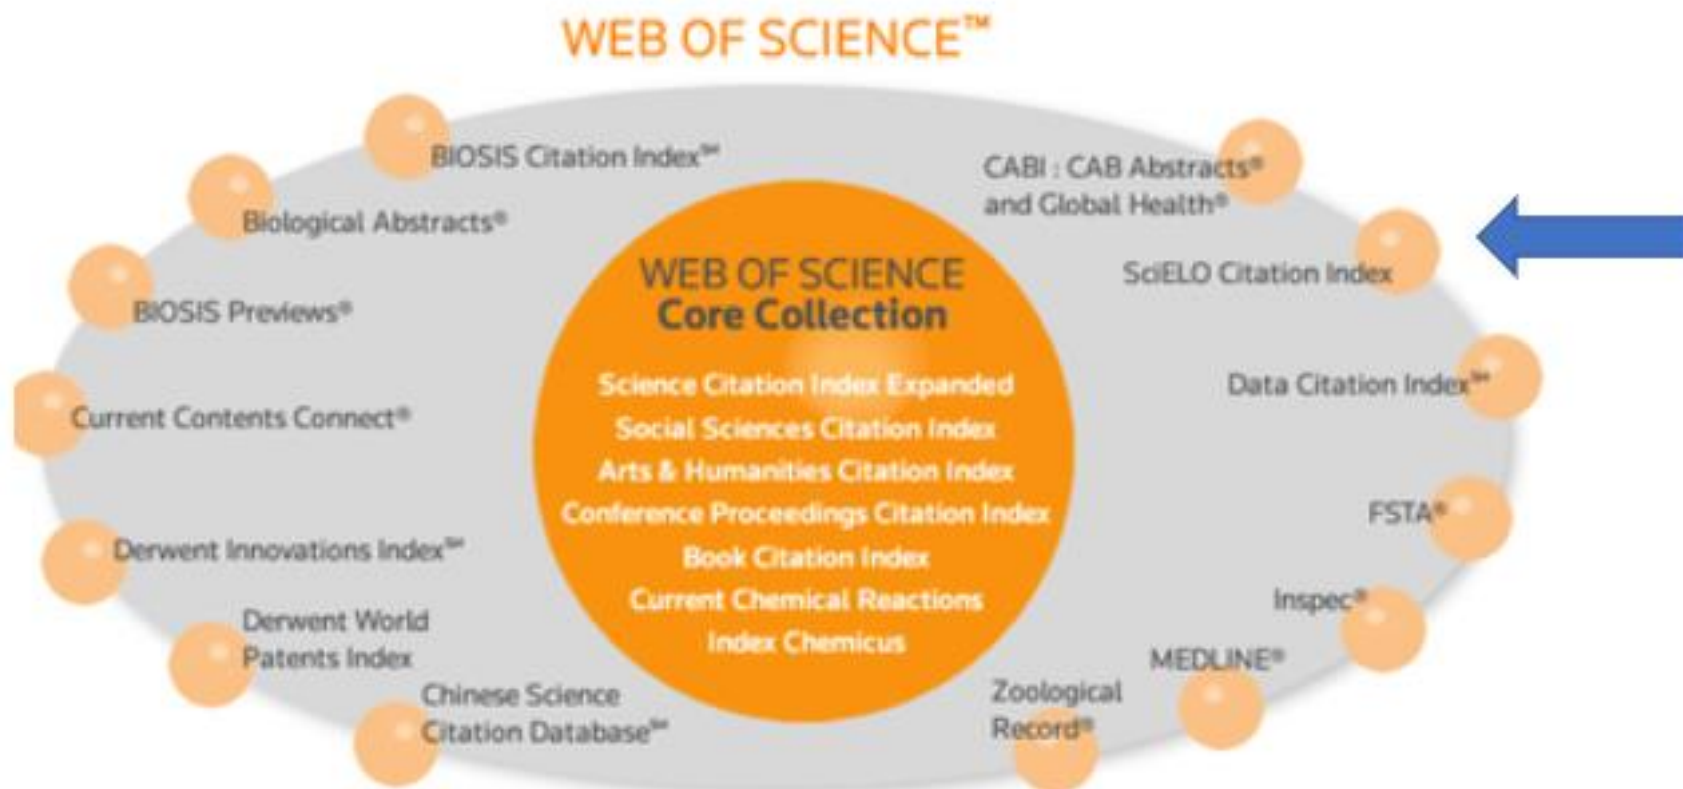 WEB OF SCIENCE™
BIOSIS Citation Index℠
Biological Abstracts®
BIOSIS Previews®
Current Contents Connect®
Derwent Innovations Index℠
Derwent World
Patents Index
Chinese Science
Citation Database℠
WEB OF SCIENCE
Core Collection
Science Citation Index Expanded
Social Sciences Citation Index
Arts & Humanities Citation Index
Conference Proceedings Citation Index
Book Citation Index
Current Chemical Reactions
Index Chemicus
CABI : CAB Abstracts®
and Global Health®
SciELO Citation Index
Data Citation Index℠
FSTA®
Inspec®
MEDLINE®
Zoological
Record®